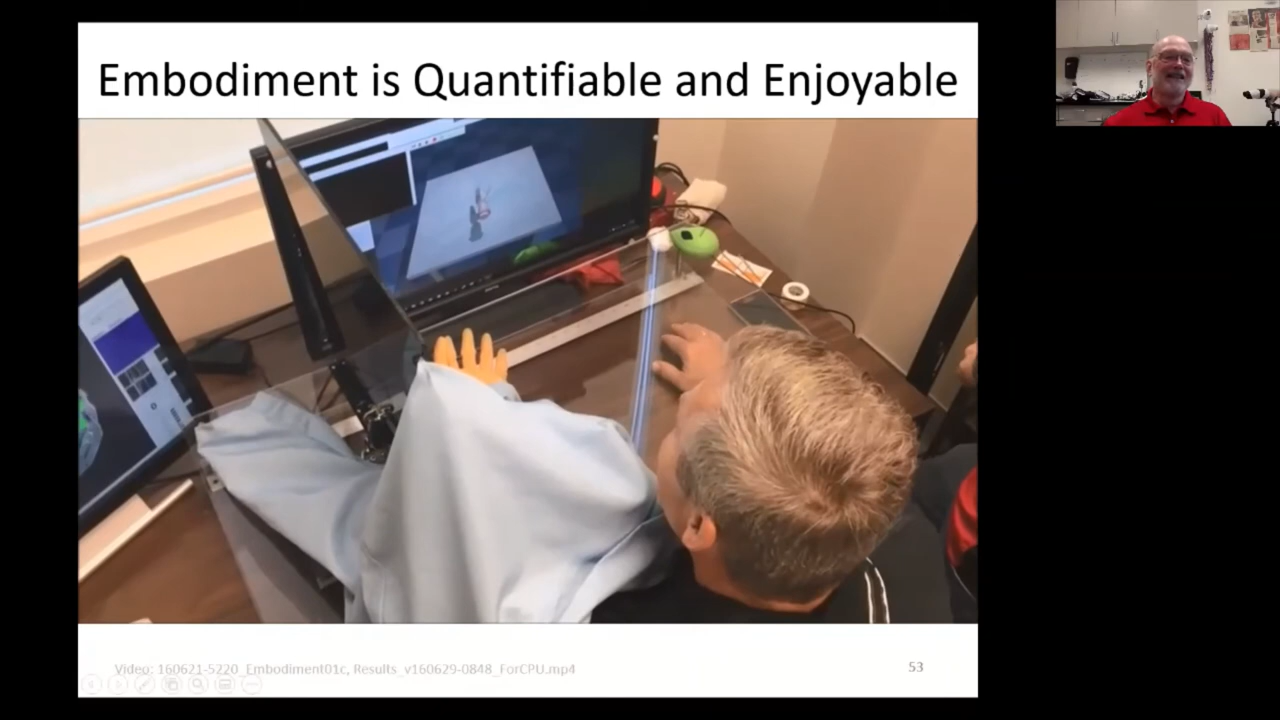 Embodiment is Quantifiable and Enjoyable
Video: 160621-5220_Embodiment01c, Results_v160629-0848_ForCPU.mp4
53